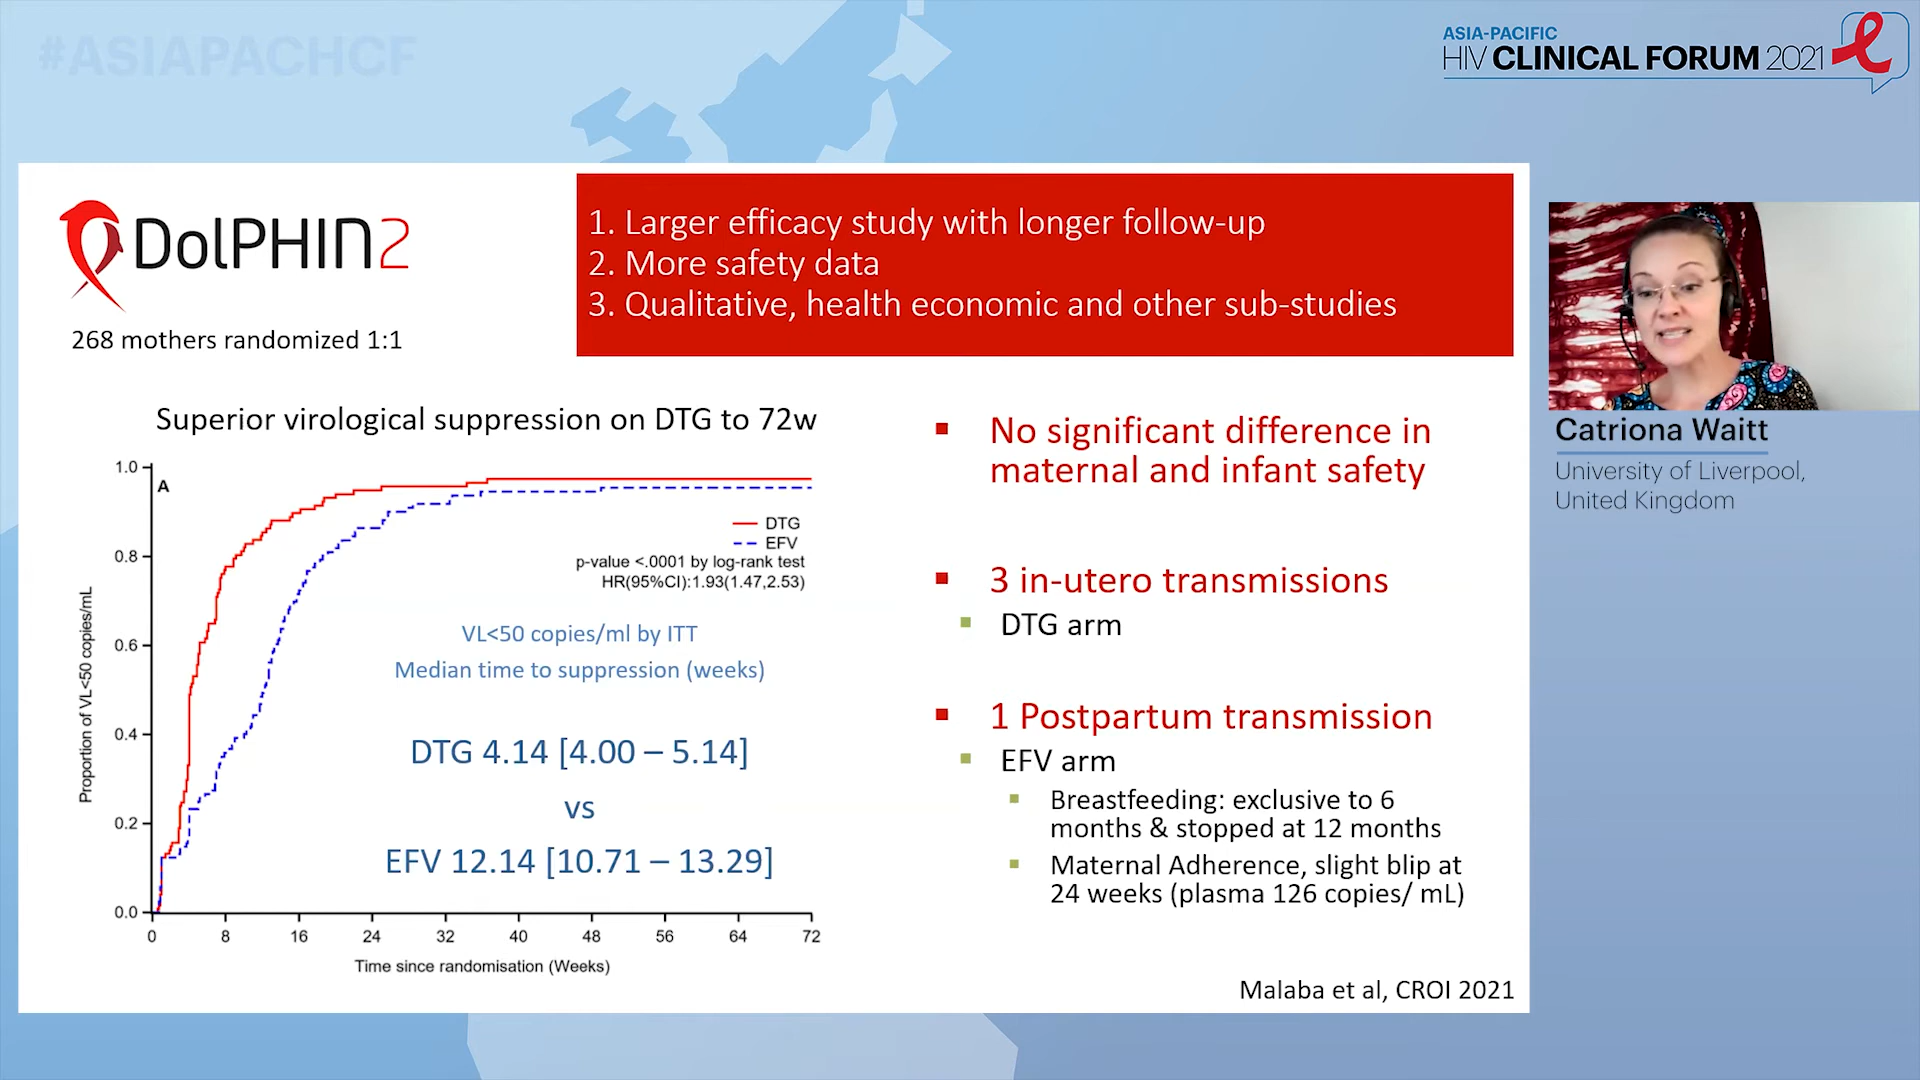 #ASIAPACHCF
ASIA-PACIFIC
HIV CLINICAL FORUM 2021
DolPHIN2
268 mothers randomized 1:1
1. Larger efficacy study with longer follow-up
2. More safety data
3. Qualitative, health economic and other sub-studies
Superior virological suppression on DTG to 72w
A
1.0
0.8
0.6
0.4
0.2
0.0
Proportion of VL<50 copies/mL
DTG
EFV
p-value <.0001 by log-rank test
HR(95%CI):1.93(1.47,2.53)
VL<50 copies/ml by ITT
Median time to suppression (weeks)
DTG 4.14 [4.00 – 5.14]
vs
EFV 12.14 [10.71 – 13.29]
0 8 16 24 32 40 48 56 64 72
Time since randomisation (Weeks)
No significant difference in
maternal and infant safety
3 in-utero transmissions
DTG arm
1 Postpartum transmission
EFV arm
Breastfeeding: exclusive to 6
months & stopped at 12 months
Maternal Adherence, slight blip at
24 weeks (plasma 126 copies/ mL)
Malaba et al, CROI 2021
Catriona Waitt
University of Liverpool,
United Kingdom